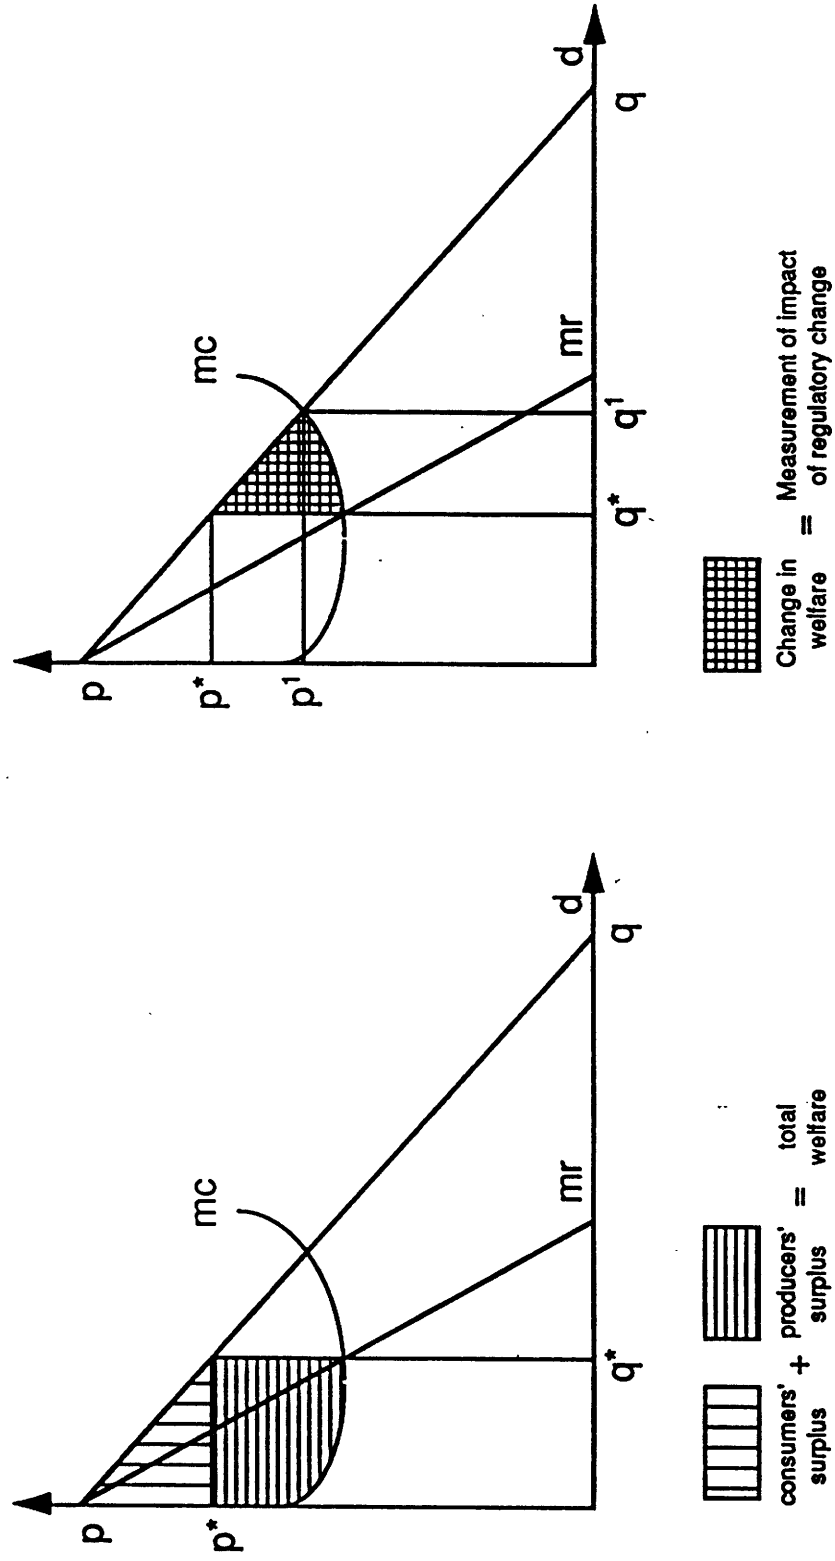 p
p*
mc
mr
d
q*
q
consumers' surplus + producers' surplus = total welfare
p
p*
p¹
mc
mr
d
q*
q¹
q
Change in welfare = Measurement of impact of regulatory change